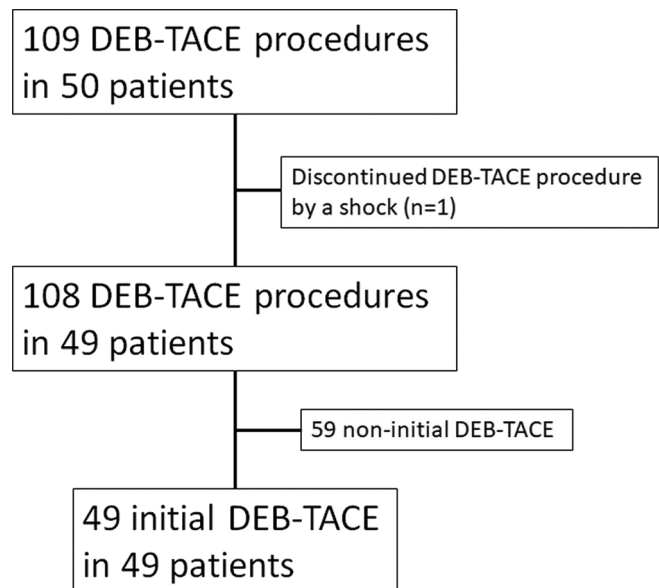 109 DEB-TACE procedures
in 50 patients
Discontinued DEB-TACE procedure
by a shock (n=1)
108 DEB-TACE procedures
in 49 patients
59 non-initial DEB-TACE
49 initial DEB-TACE
in 49 patients